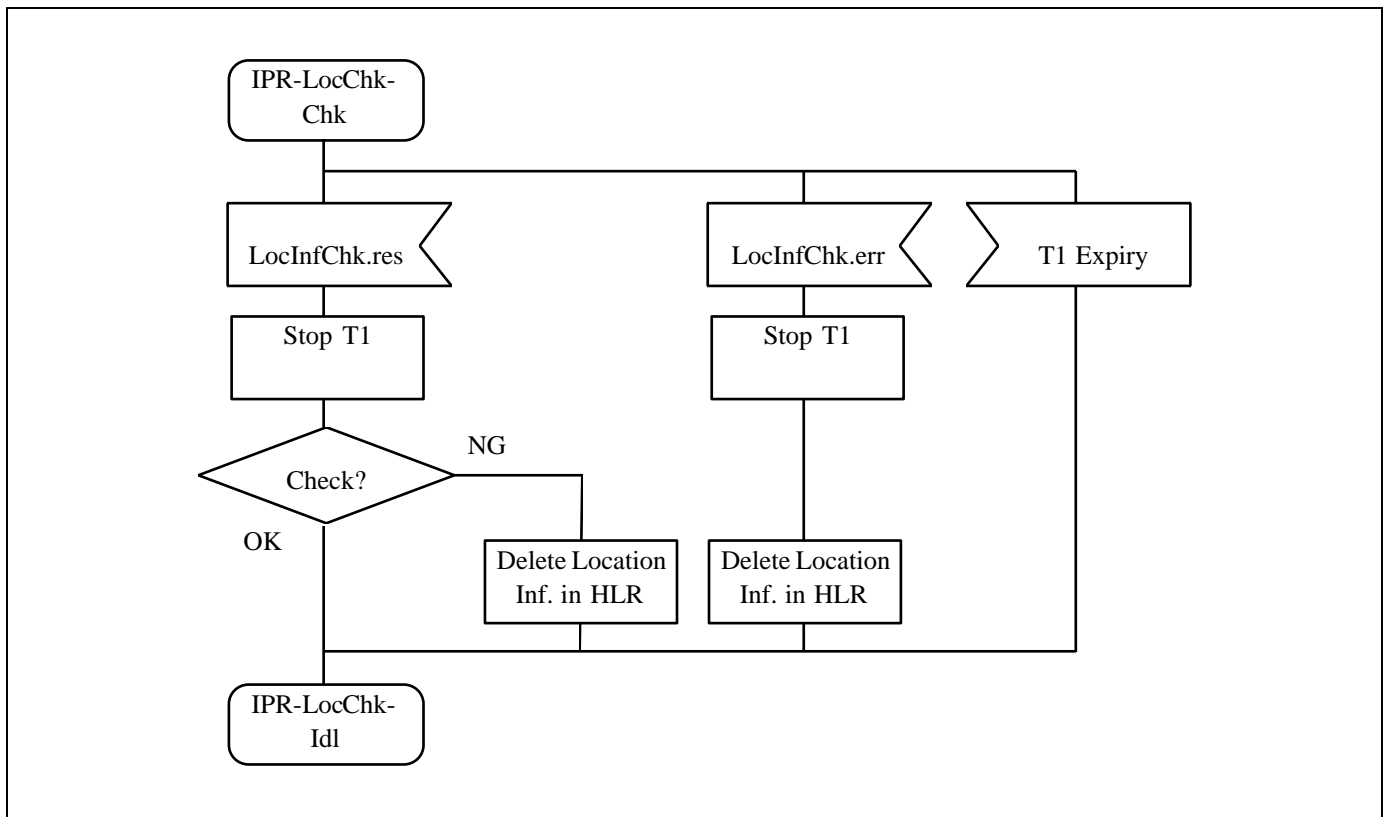 IPR-LocChk-
Chk
LocInfChk.res
LocInfChk.err
T1 Expiry
Stop T1
Stop T1
Check?
NG
OK
Delete Location
Inf. in HLR
Delete Location
Inf. in HLR
IPR-LocChk-
Idl